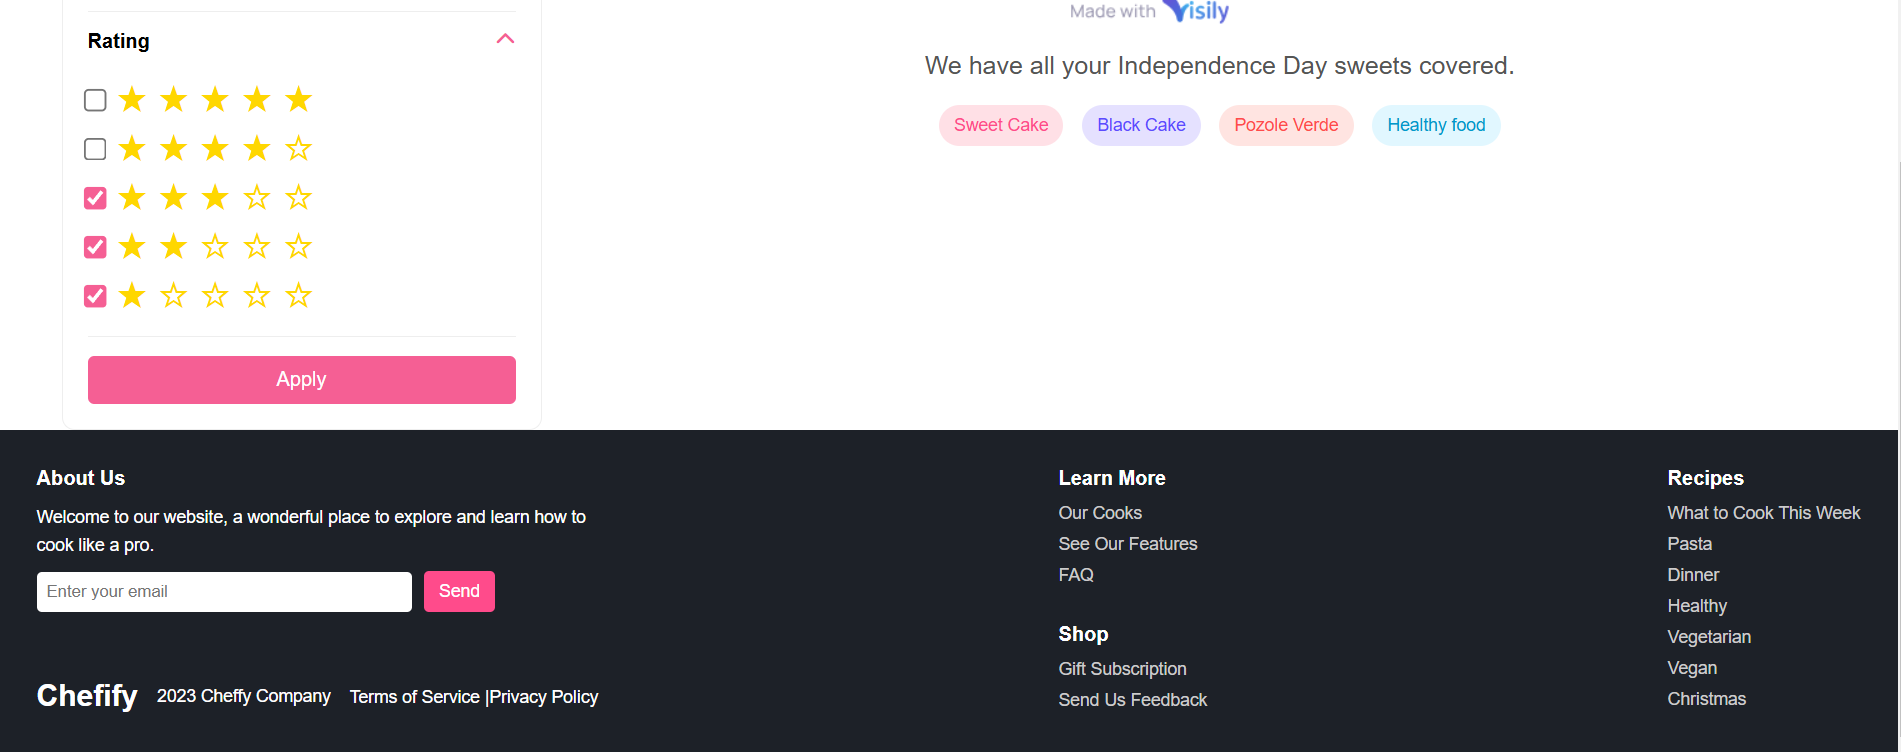 Rating
Apply
Made with Visily
We have all your Independence Day sweets covered.
Sweet Cake
Black Cake
Pozole Verde
Healthy food
About Us
Welcome to our website, a wonderful place to explore and learn how to
cook like a pro.
Enter your email
Send
Chefify
2023 Cheffy Company
Terms of Service |Privacy Policy
Learn More
Our Cooks
See Our Features
FAQ
Shop
Gift Subscription
Send Us Feedback
Recipes
What to Cook This Week
Pasta
Dinner
Healthy
Vegetarian
Vegan
Christmas